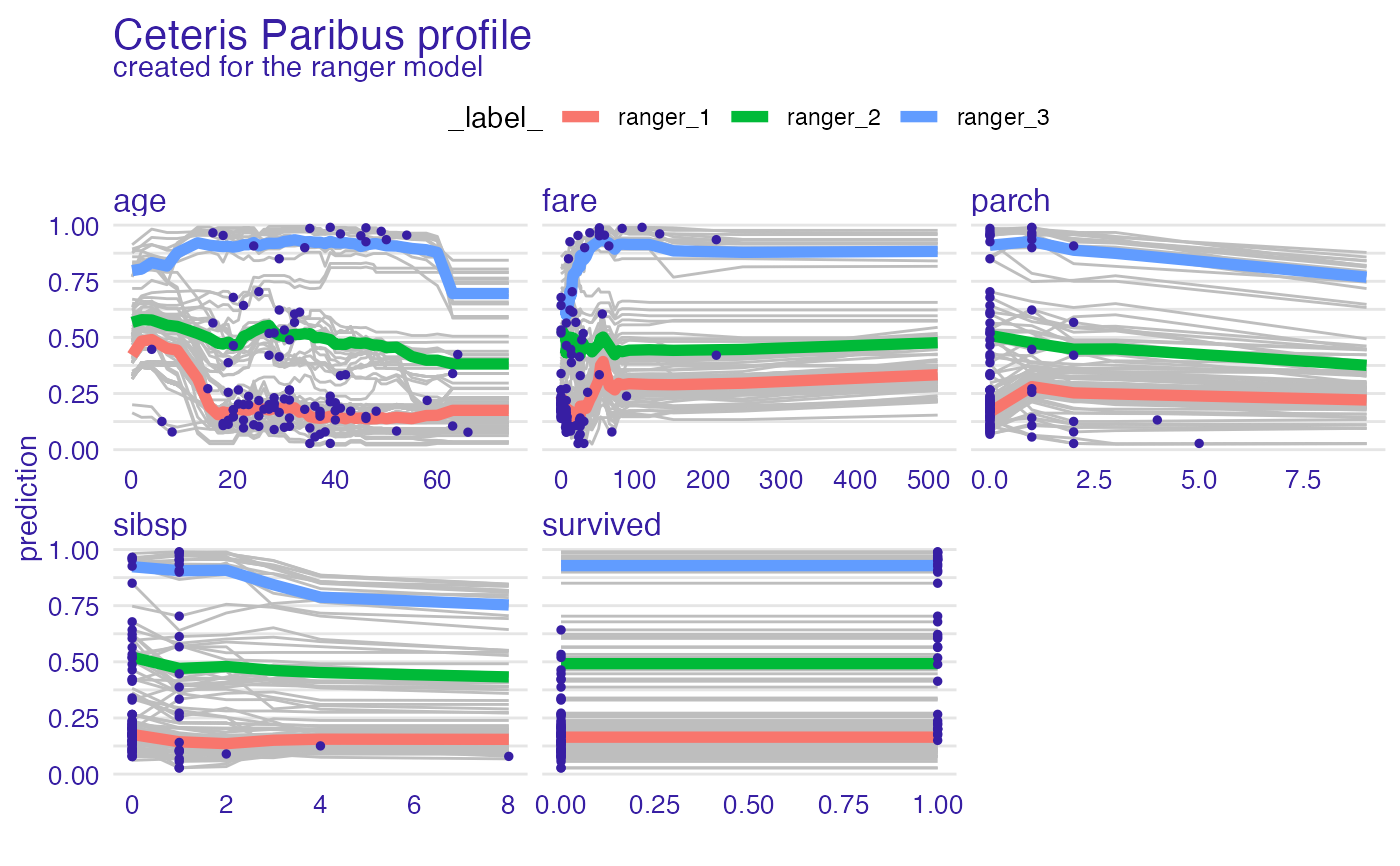 Ceteris Paribus profile
created for the ranger model
_label_ ranger_1 ranger_2 ranger_3
age fare parch
1.00
0.75
0.50
0.25
0.00
0 20 40 60 0 100 200 300 400 500 0.0 2.5 5.0 7.5
prediction
sibsp survived
1.00
0.75
0.50
0.25
0.00
0 2 4 6 8 0.00 0.25 0.50 0.75 1.00